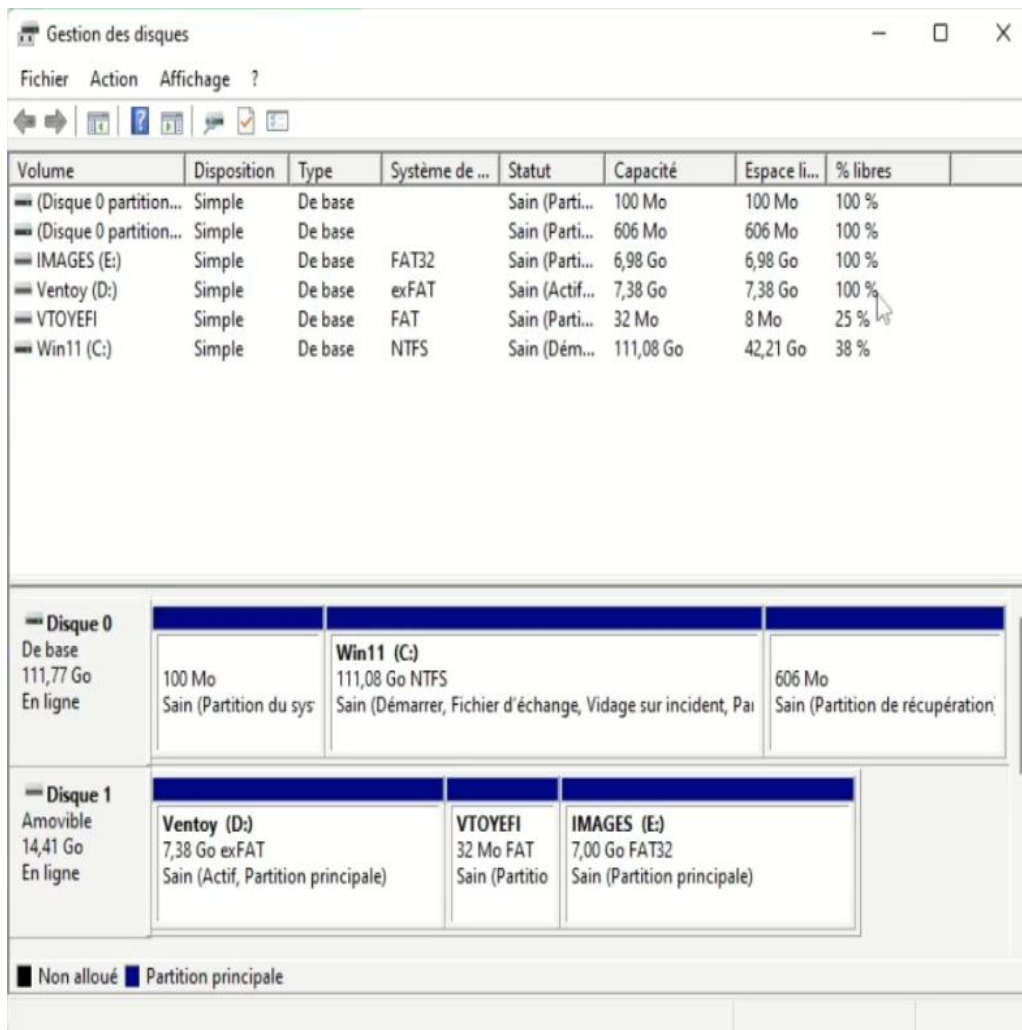 Gestion des disques
Fichier Action Affichage ?
Volume Disposition Type Système de ... Statut Capacité Espace li... % libres
(Disque 0 partition... Simple De base Sain (Parti... 100 Mo 100 Mo 100 %
(Disque 0 partition... Simple De base Sain (Parti... 606 Mo 606 Mo 100 %
IMAGES (E:) Simple De base FAT32 Sain (Parti... 6,98 Go 6,98 Go 100 %
Ventoy (D:) Simple De base exFAT Sain (Actif... 7,38 Go 7,38 Go 100 %
VTOYEFI Simple De base FAT Sain (Parti... 32 Mo 8 Mo 25 %
Win11 (C:) Simple De base NTFS Sain (Dém... 111,08 Go 42,21 Go 38 %
Disque 0
De base
111,77 Go
En ligne
100 Mo
Sain (Partition du sys
Win11 (C:)
111,08 Go NTFS
Sain (Démarrer, Fichier d'échange, Vidage sur incident, Pa
606 Mo
Sain (Partition de récupération
Disque 1
Amovible
14,41 Go
En ligne
Ventoy (D:)
7,38 Go exFAT
Sain (Actif, Partition principale)
VTOYEFI
32 Mo FAT
Sain (Partitio
IMAGES (E:)
7,00 Go FAT32
Sain (Partition principale)
Non alloué Partition principale